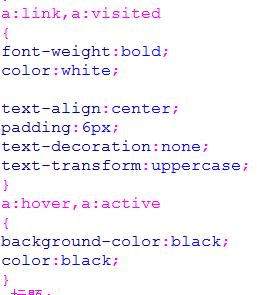 a:link,a:visited
{
font-weight:bold;
color:white;
text-align:center;
padding:6px;
text-decoration:none;
text-transform:uppercase;
}
a:hover,a:active
{
background-color:black;
color:black;
}